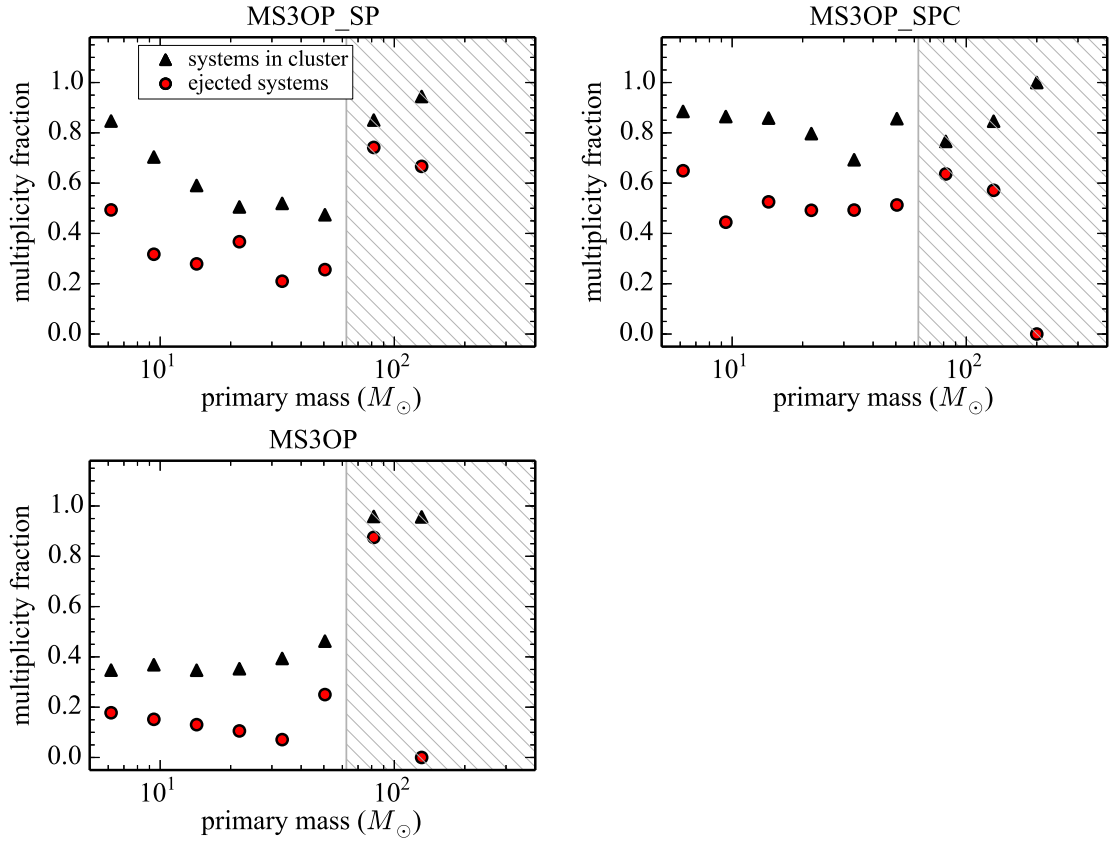 MS3OP_SP
systems in cluster
ejected systems
multiplicity fraction
1.0
0.8
0.6
0.4
0.2
0.0
10¹
10²
primary mass (M☉)
MS3OP_SPC
multiplicity fraction
1.0
0.8
0.6
0.4
0.2
0.0
10¹
10²
primary mass (M☉)
MS3OP
multiplicity fraction
1.0
0.8
0.6
0.4
0.2
0.0
10¹
10²
primary mass (M☉)